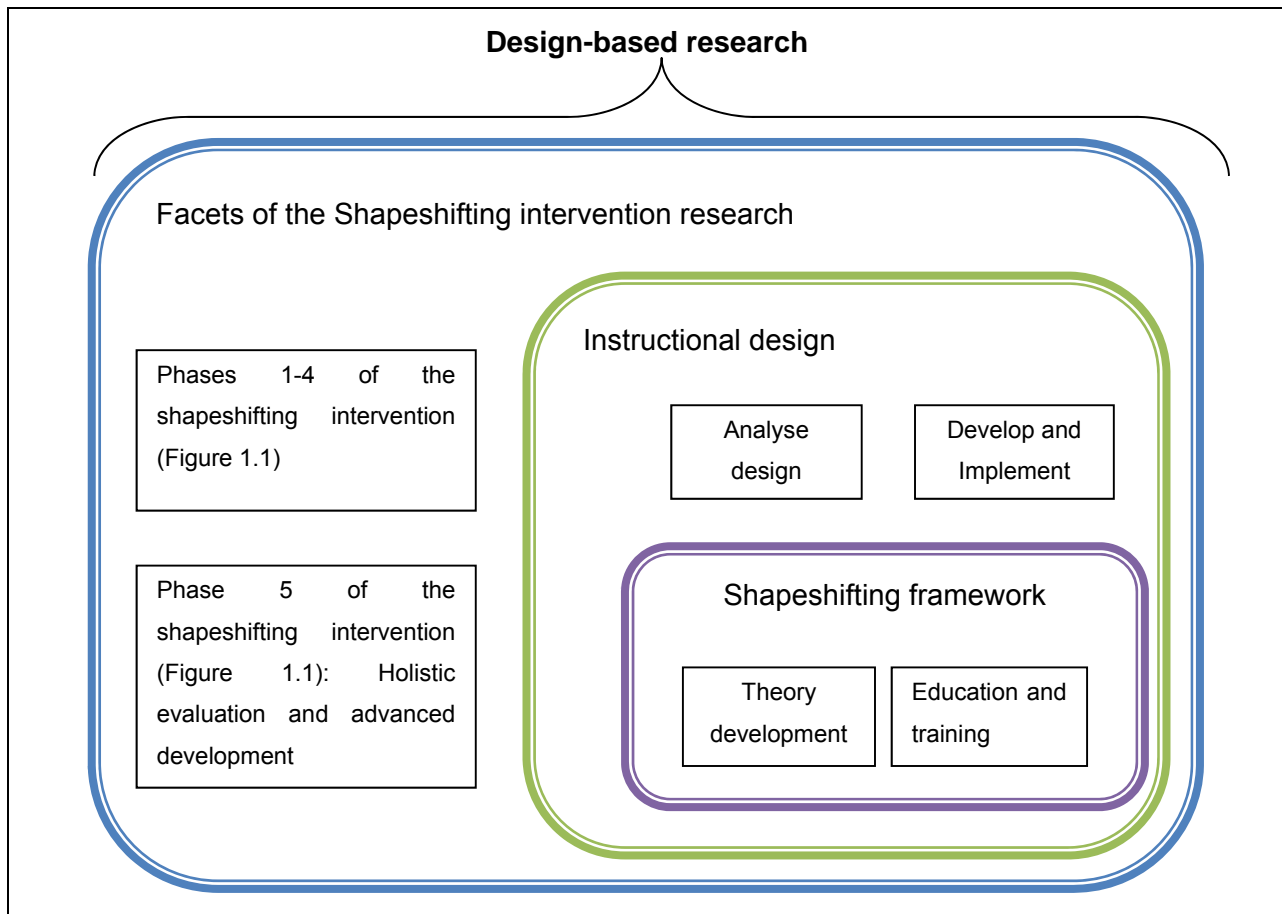 Design-based research
Facets of the Shapeshifting intervention research
Phases 1-4 of the
shapeshifting intervention
(Figure 1.1)
Phase 5 of the
shapeshifting intervention
(Figure 1.1): Holistic
evaluation and advanced
development
Instructional design
Analyse
design
Develop and
Implement
Shapeshifting framework
Theory
development
Education and
training